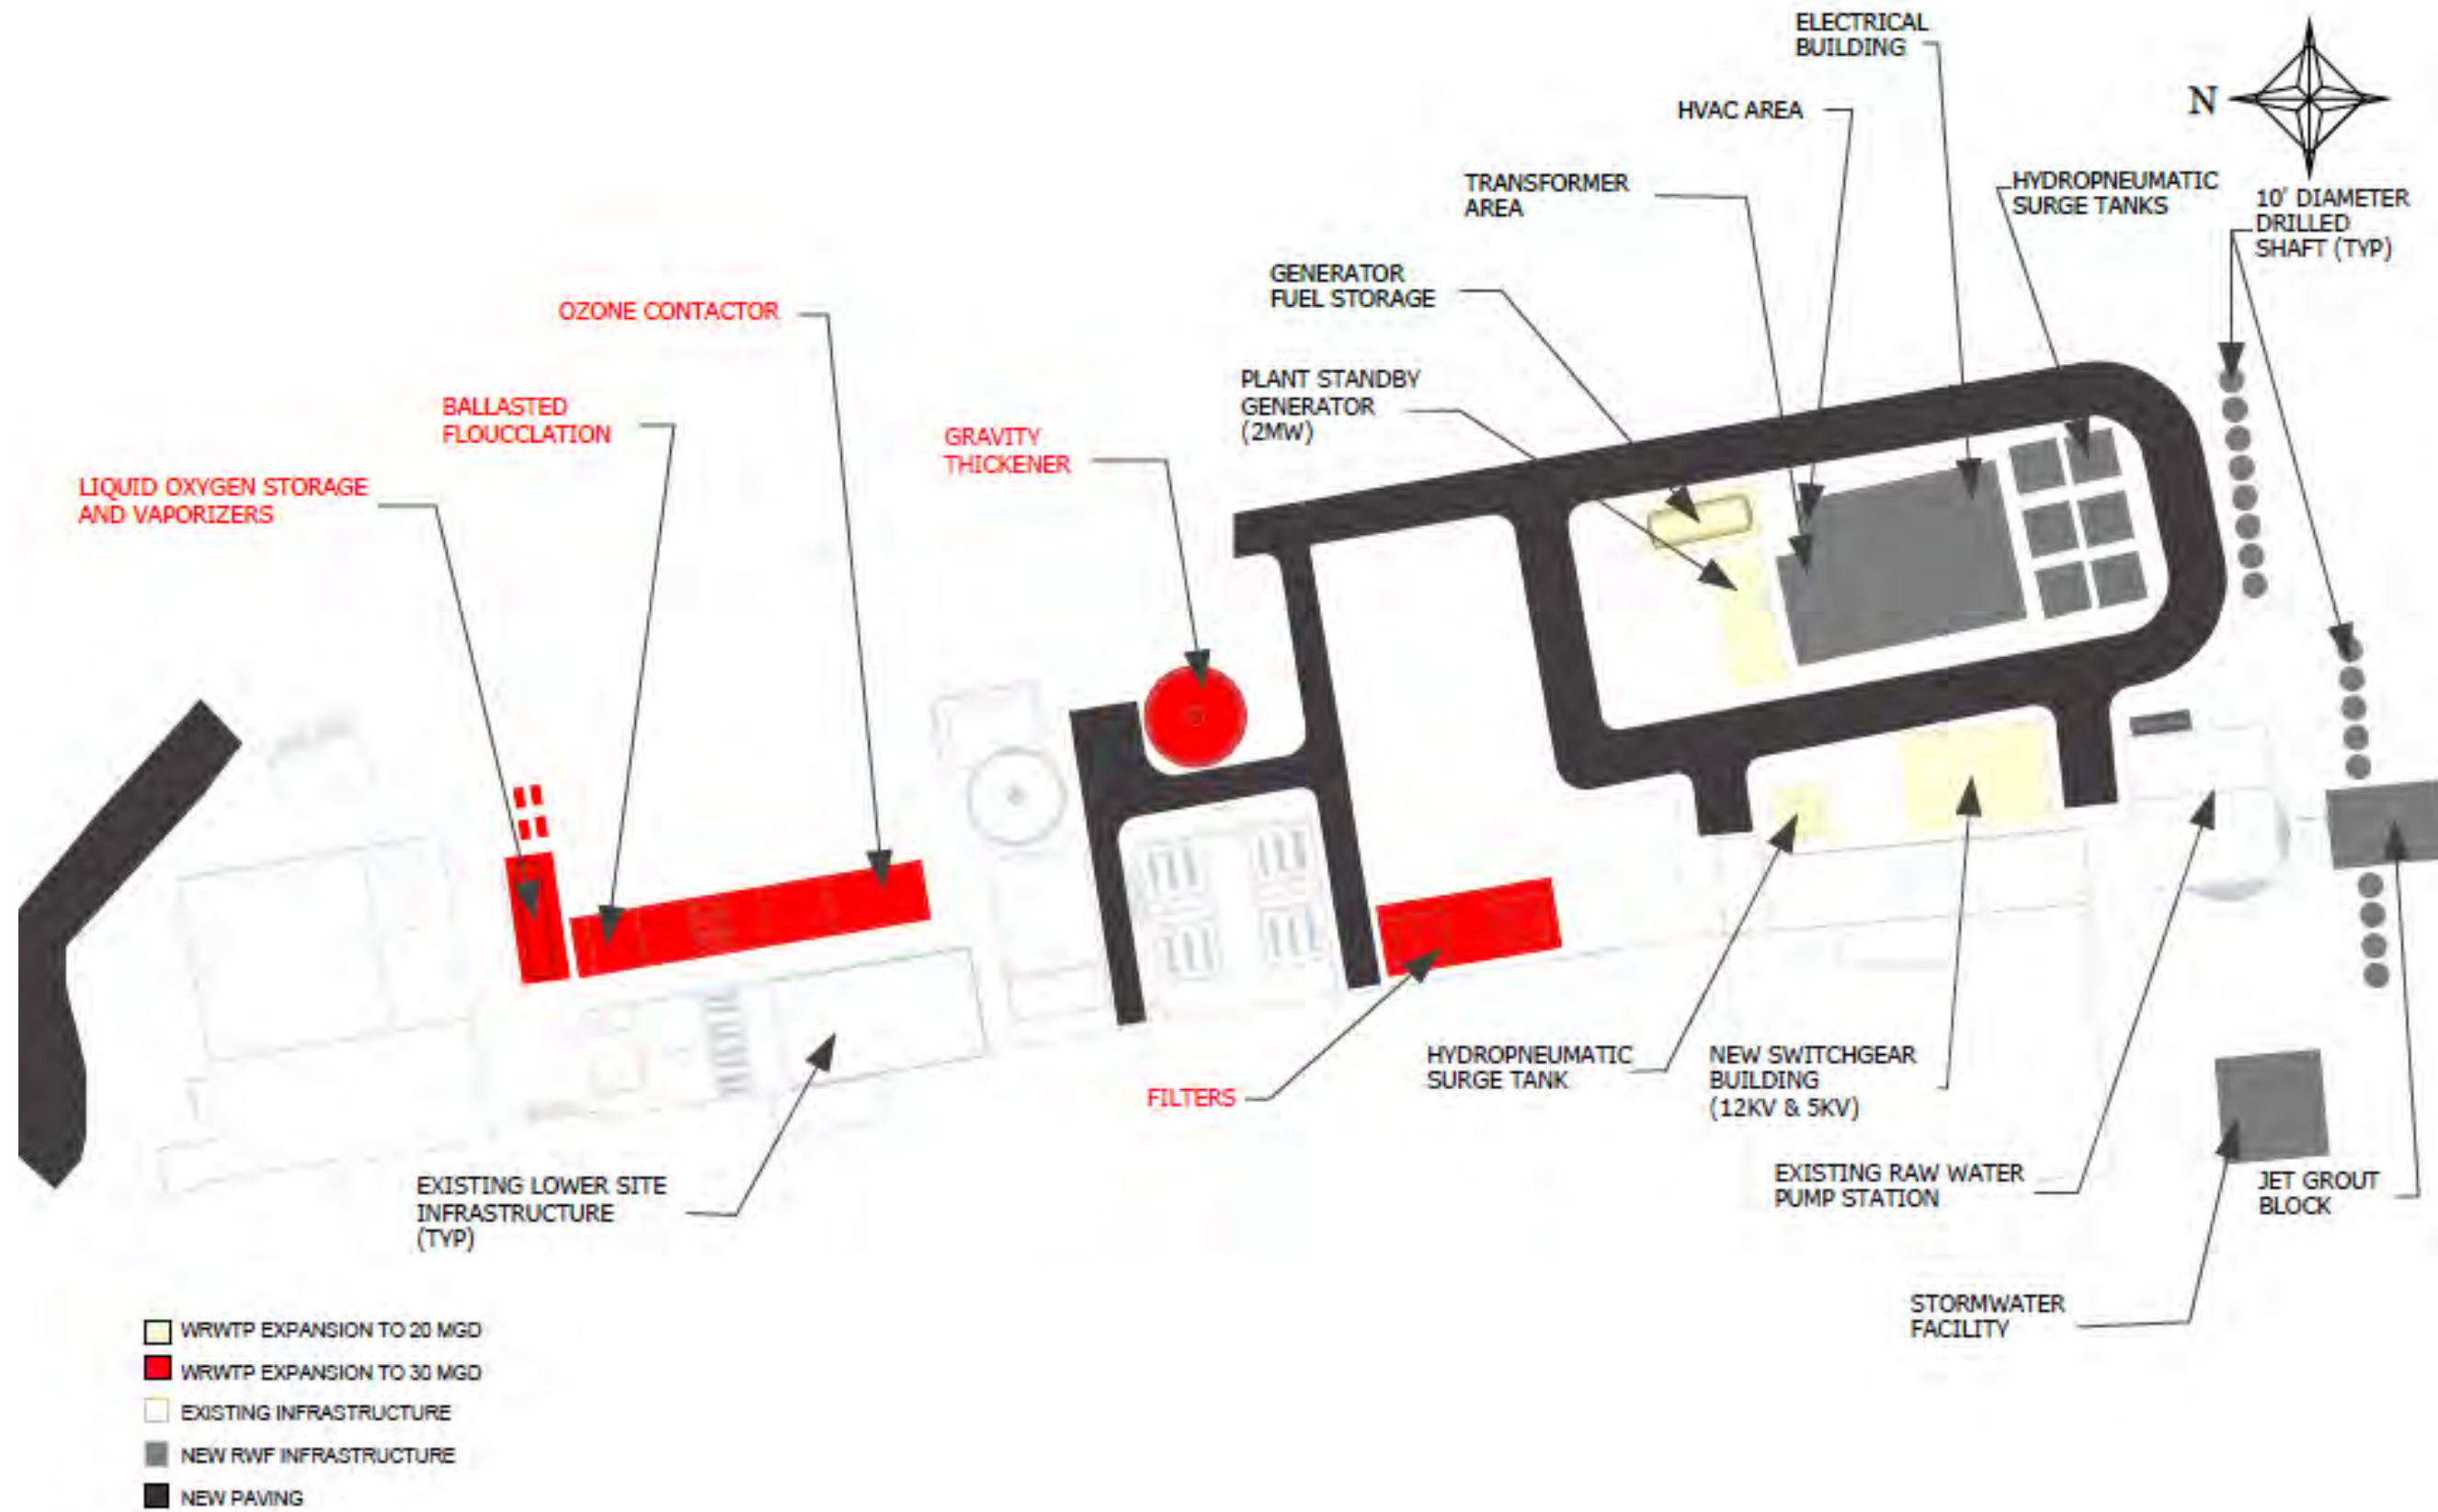 ELECTRICAL
BUILDING
N
HVAC AREA
TRANSFORMER
AREA
HYDROPNEUMATIC
SURGE TANKS
10' DIAMETER
DRILLED
SHAFT (TYP)
GENERATOR
FUEL STORAGE
OZONE CONTACTOR
PLANT STANDBY
GENERATOR
(2MW)
BALLASTED
FLOUCCLATION
GRAVITY
THICKENER
LIQUID OXYGEN STORAGE
AND VAPORIZERS
HYDROPNEUMATIC
SURGE TANK
NEW SWITCHGEAR
BUILDING
(12KV & 5KV)
FILTERS
EXISTING RAW WATER
PUMP STATION
JET GROUT
BLOCK
EXISTING LOWER SITE
INFRASTRUCTURE
(TYP)
STORMWATER
FACILITY
WRWTP EXPANSION TO 20 MGD
WRWTP EXPANSION TO 30 MGD
EXISTING INFRASTRUCTURE
NEW RWF INFRASTRUCTURE
NEW PAVING